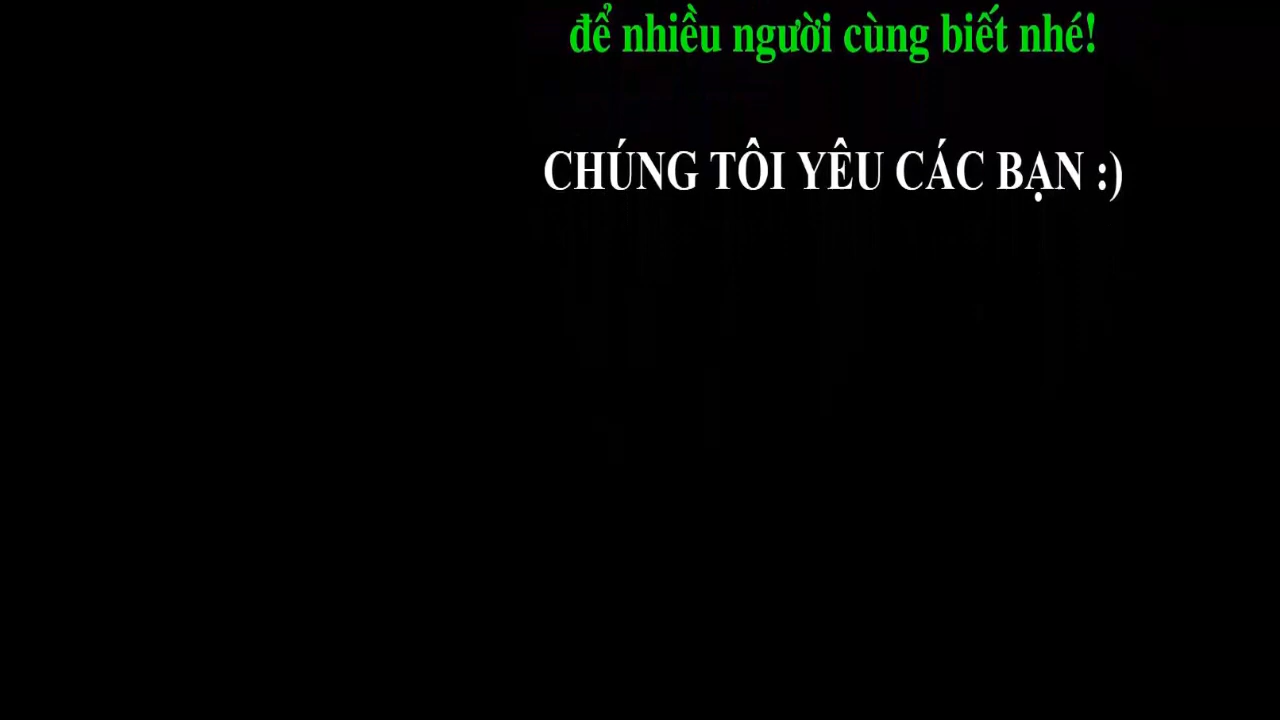 để nhiều người cùng biết nhé!
CHÚNG TÔI YÊU CÁC BẠN :)